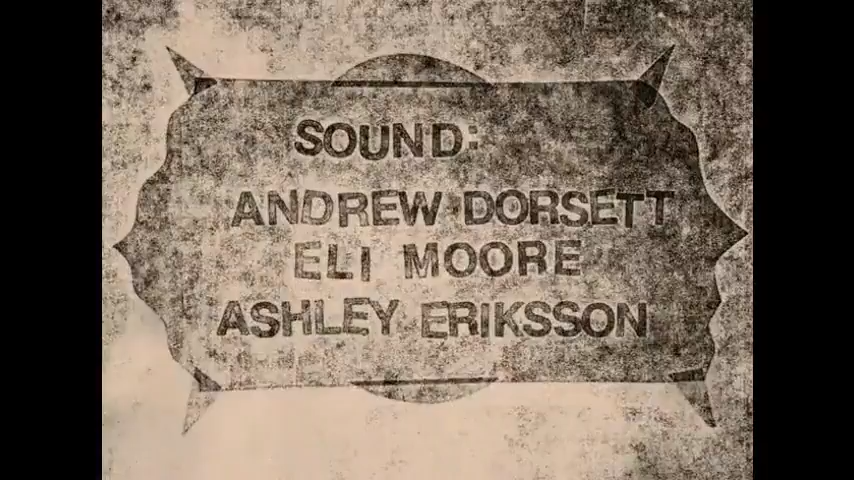 SOUND:
ANDREW DORSETT
ELI MOORE
ASHLEY ERIKSSON